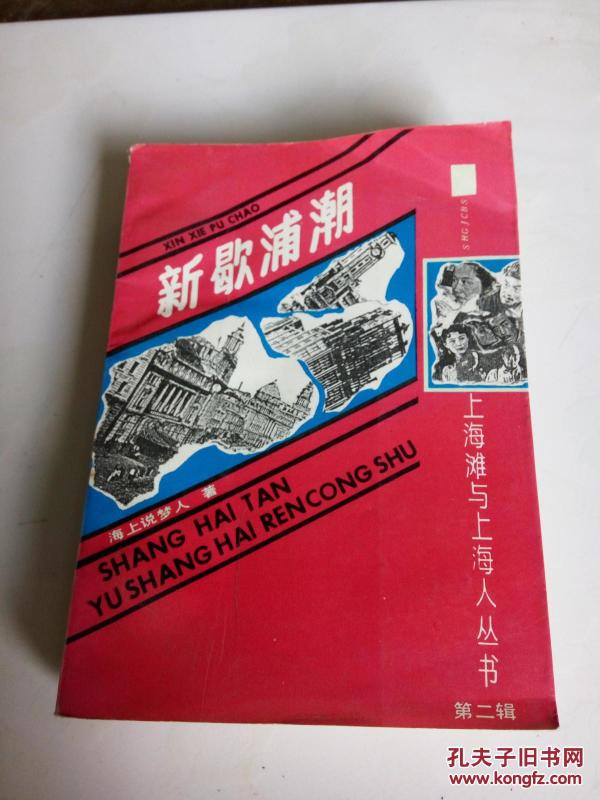 XIN XIE PU CHAO
新歇浦潮
海上说梦人 著
SHANG HAI TAN
YU SHANG HAI REN CONG SHU
SHGJCBS
上海滩与上海人丛书
第二辑
孔夫子旧书网
www.kongfz.com